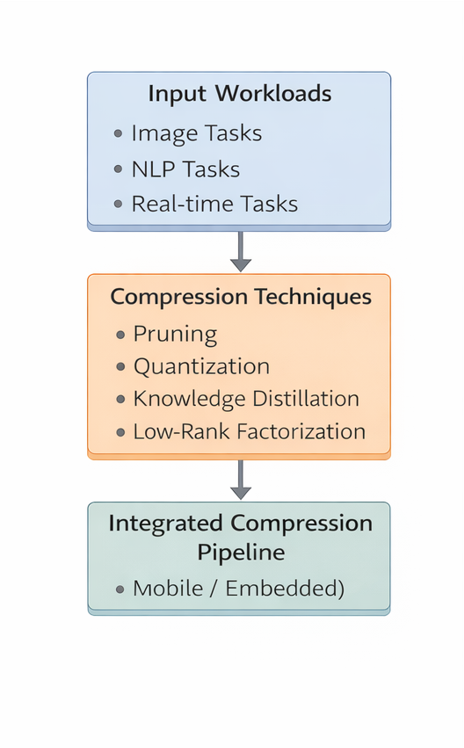 Input Workloads
• Image Tasks
• NLP Tasks
• Real-time Tasks
Compression Techniques
• Pruning
• Quantization
• Knowledge Distillation
• Low-Rank Factorization
Integrated Compression
Pipeline
• Mobile / Embedded)